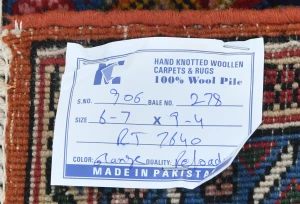 HAND KNOTTED WOOLLEN
CARPETS & RUGS
100% Wool Pile
S.NO. 906 BALE NO. 278
SIZE 6-7 x 9-4
RT 7640
COLOR: QUALITY:
MADE IN PAKISTA